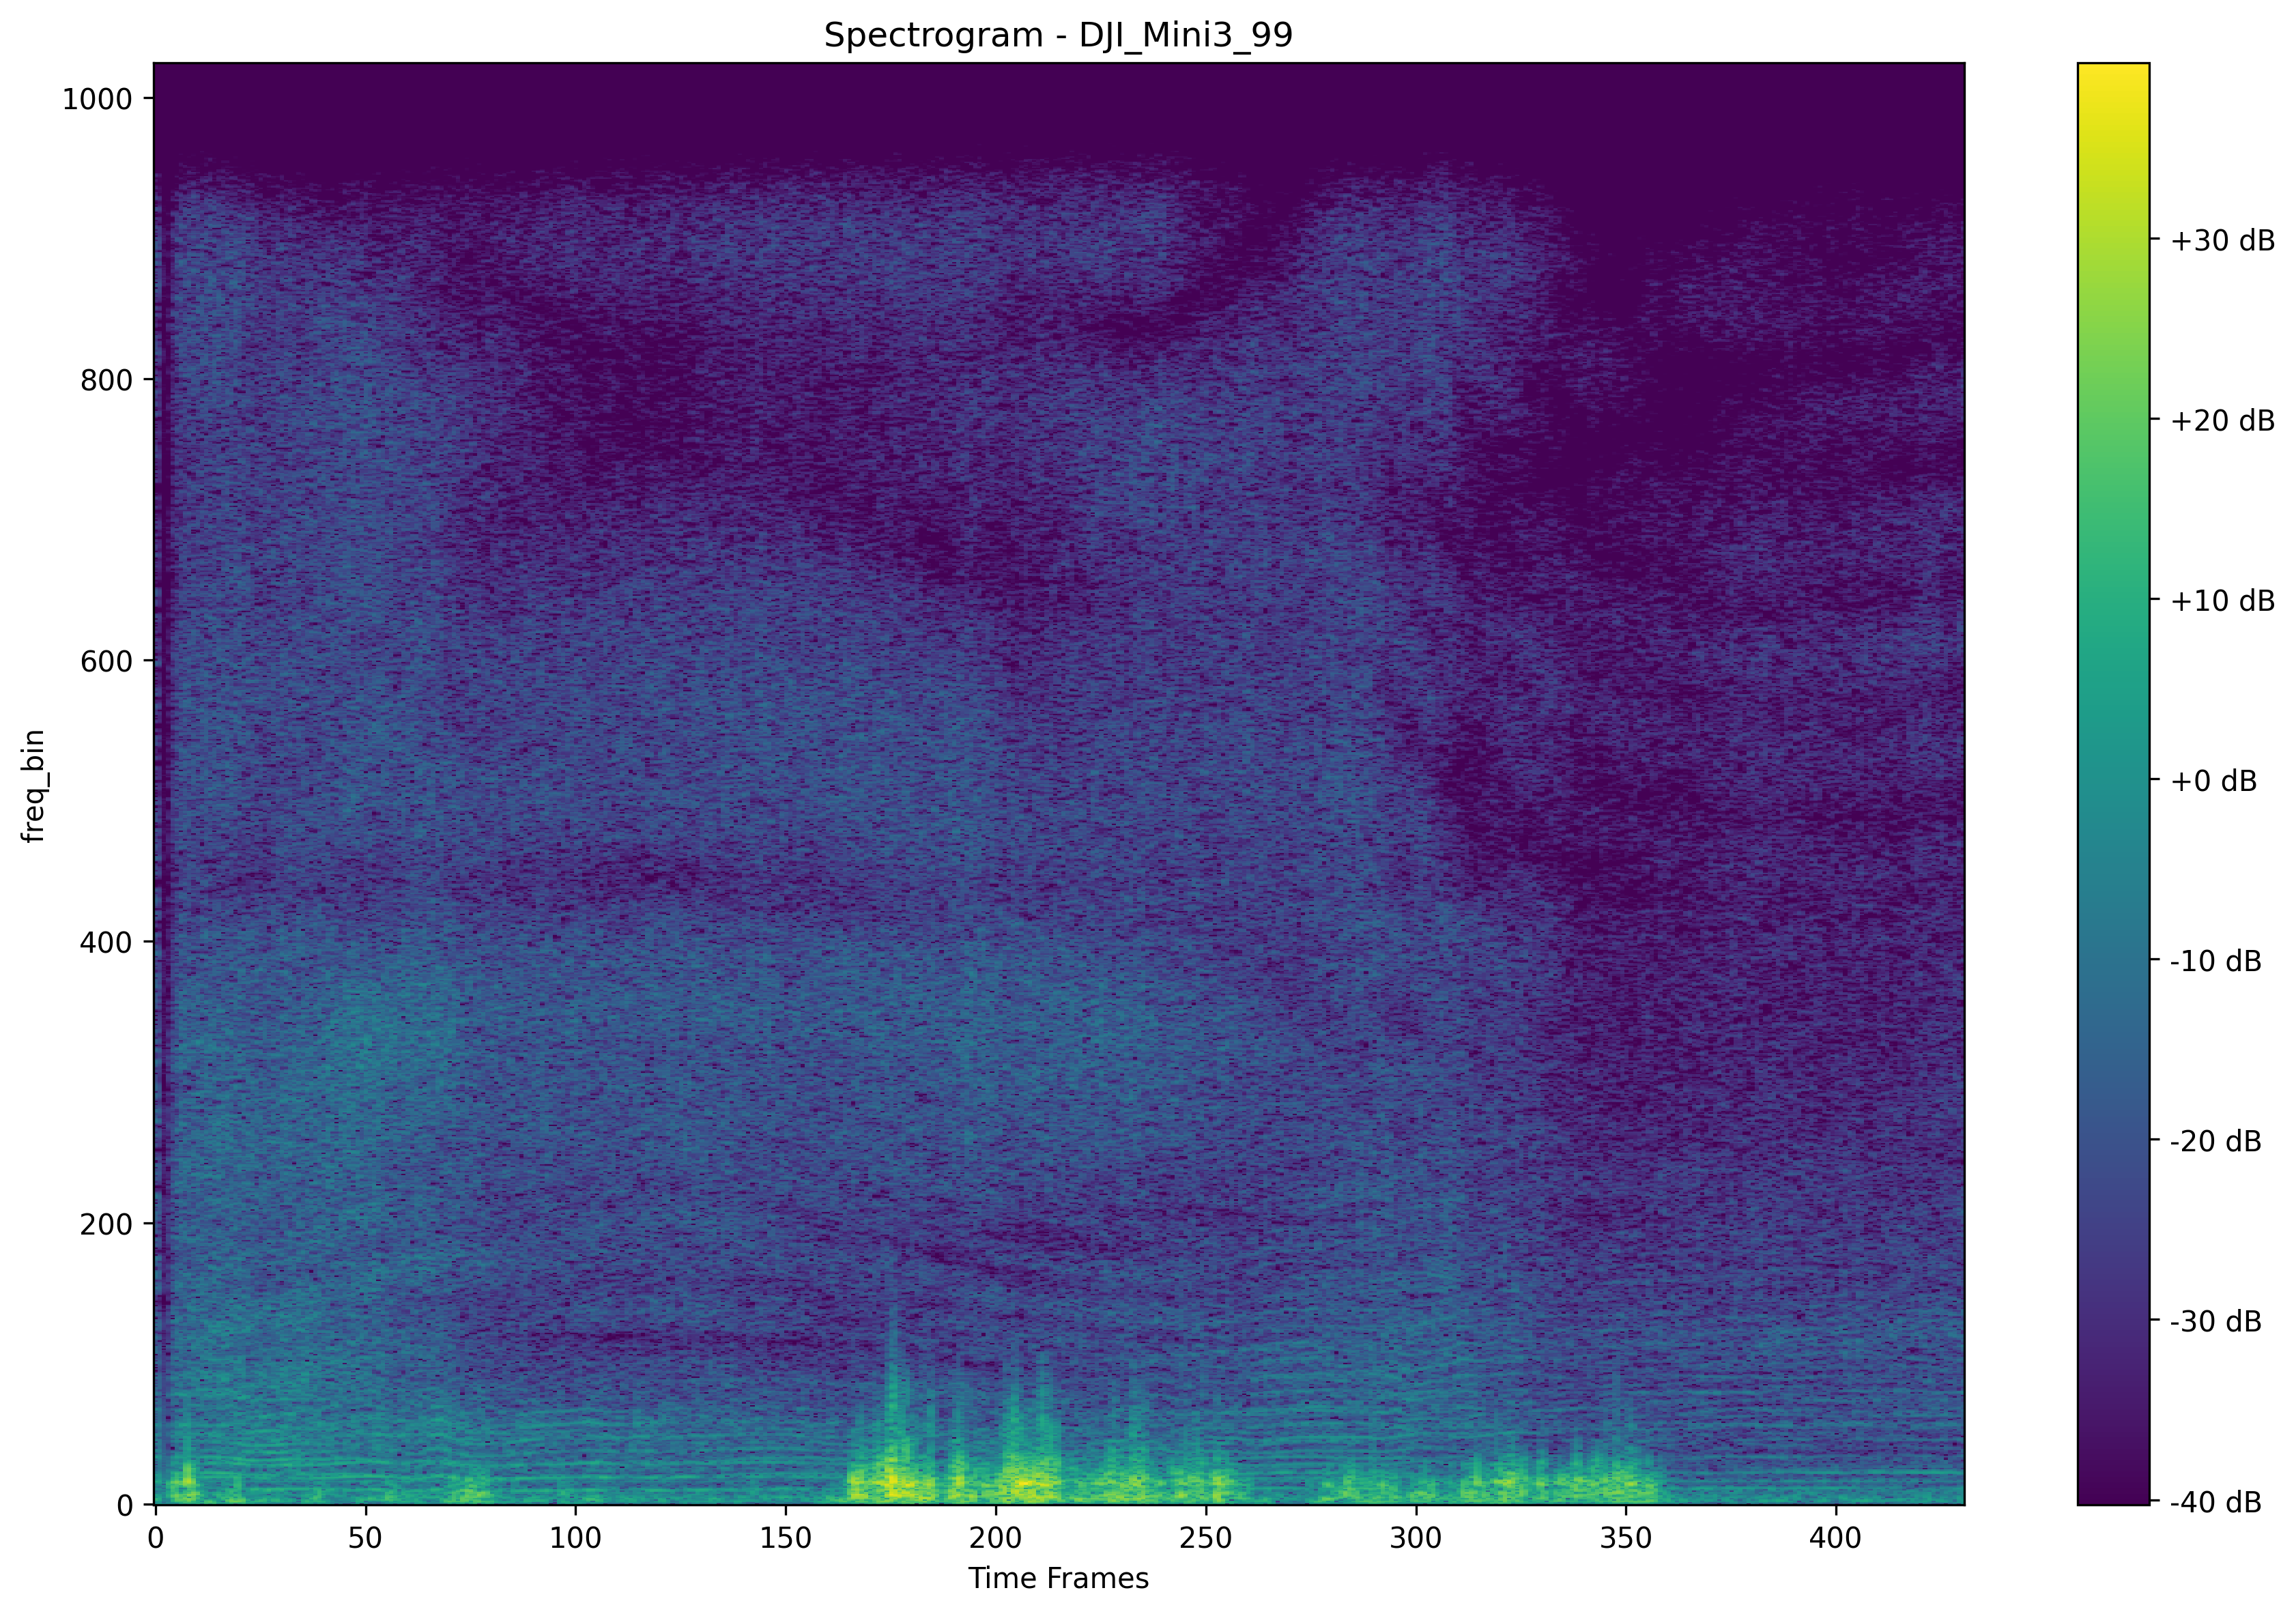 Spectrogram - DJI_Mini3_99
1000
800
600
400
200
0
freq_bin
0 50 100 150 200 250 300 350 400
Time Frames
+30 dB
+20 dB
+10 dB
+0 dB
-10 dB
-20 dB
-30 dB
-40 dB